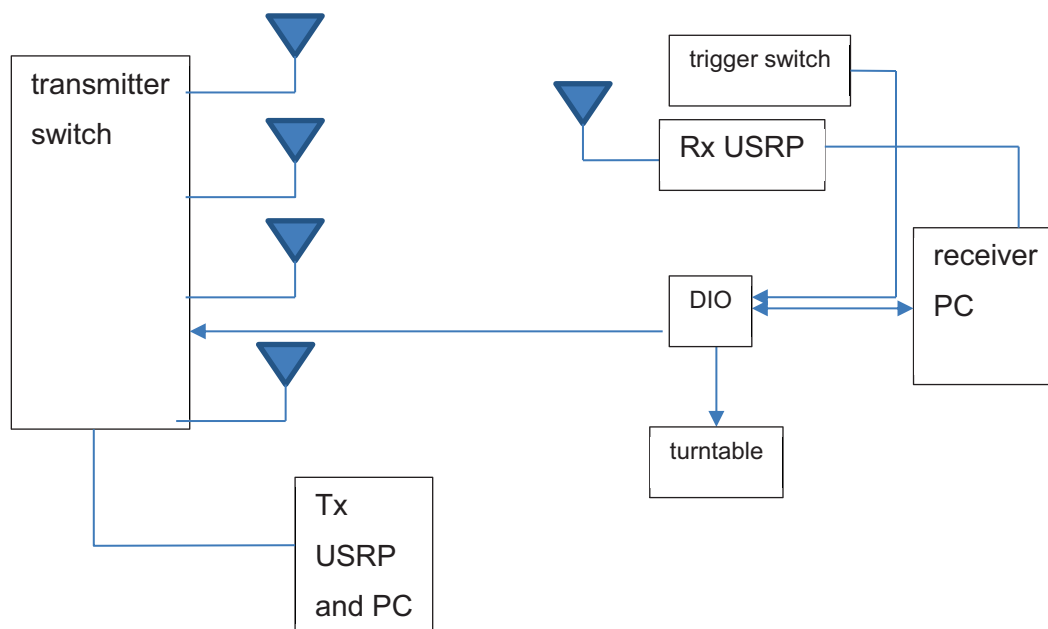 transmitter
switch
trigger switch
Rx USRP
receiver
PC
DIO
turntable
Tx
USRP
and PC